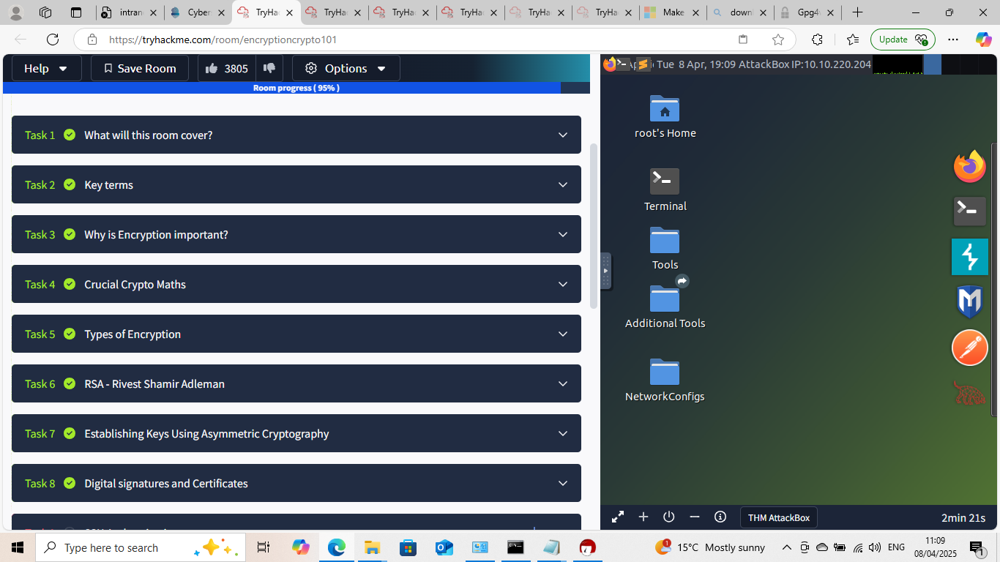 intran
Cyber
TryHac
TryHa
TryHa
TryHa
TryHa
TryHa
Make
downl
Gpg4
https://tryhackme.com/room/encryptioncrypto101
Update
Help
Save Room
3805
Options
Room progress ( 95% )
Task 1 What will this room cover?
Task 2 Key terms
Task 3 Why is Encryption important?
Task 4 Crucial Crypto Maths
Task 5 Types of Encryption
Task 6 RSA - Rivest Shamir Adleman
Task 7 Establishing Keys Using Asymmetric Cryptography
Task 8 Digital signatures and Certificates
Tue 8 Apr, 19:09 AttackBox IP:10.10.220.204
root's Home
Terminal
Tools
Additional Tools
NetworkConfigs
THM AttackBox
2min 21s
Type here to search
1
15°C Mostly sunny
ENG
11:09
08/04/2025
1